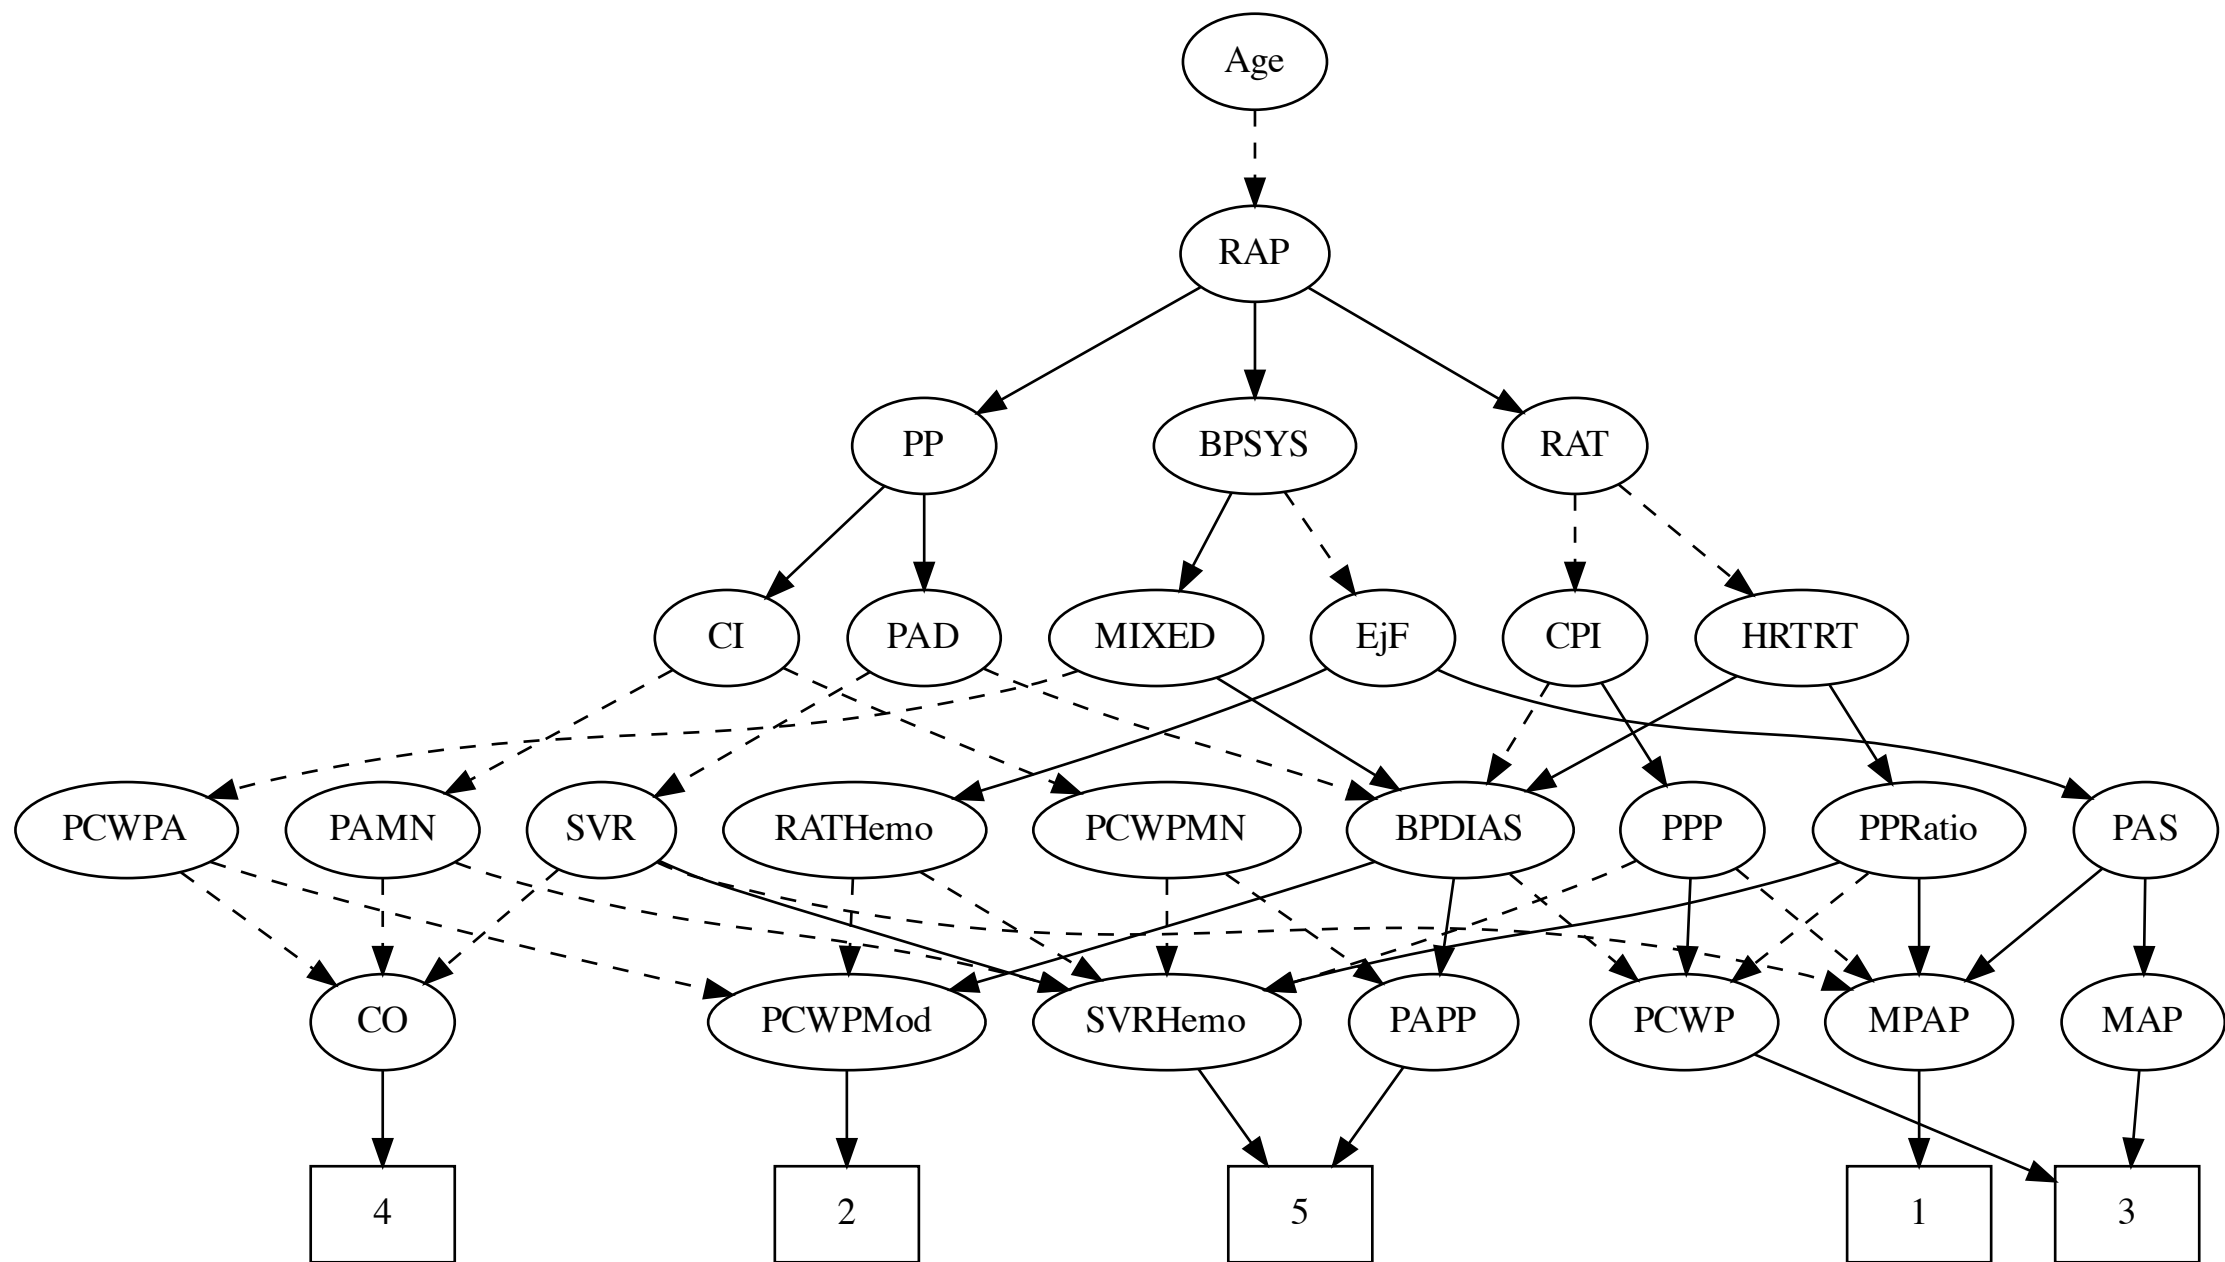 Age
RAP
PP
BPSYS
RAT
CI
PAD
MIXED
EjF
CPI
HRTRT
PCWPA
PAMN
SVR
RATHemo
PCWPMN
BPDIAS
PPP
PPRatio
PAS
CO
PCWPMod
SVRHemo
PAPP
PCWP
MPAP
MAP
4
2
5
1
3